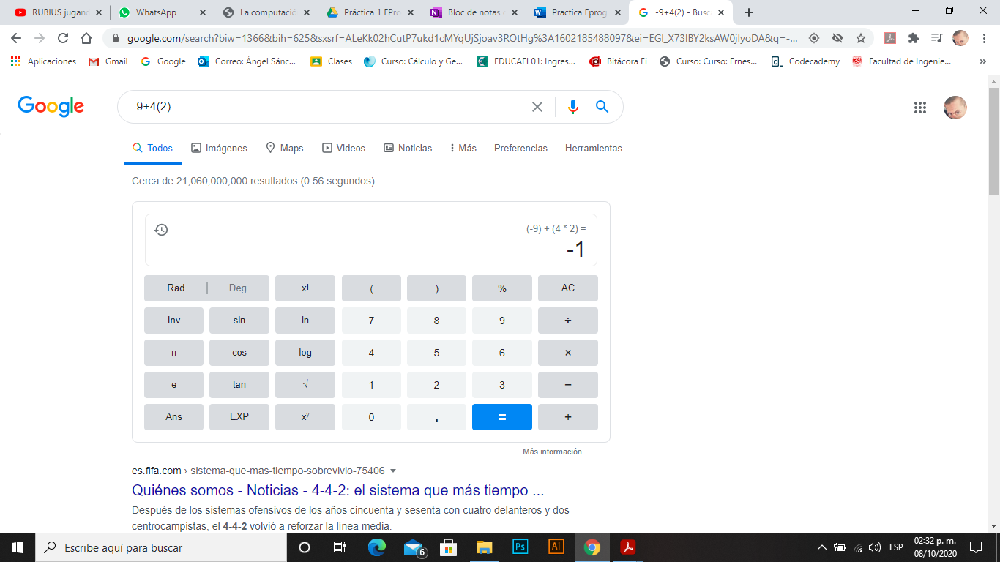 RUBIUS jugand
WhatsApp
La computació
Práctica 1 FPro
Bloc de notas d
Practica Fprog
-9+4(2) - Busc
google.com/search?biw=1366&bih=625&sxsrf=ALeKk02hCutP7ukd1cMYqUjSjoav3ROtHg%3A1602185488097&ei=EGl_X73IBY2ksAW0jIyoDA&q=-...
Aplicaciones
Gmail
Google
Correo: Ángel Sánc...
Clases
Curso: Cálculo y Ge...
EDUCAFI 01: Ingres...
Bitácora Fi
Curso: Curso: Ernes...
Codecademy
Facultad de Ingenie...
»
Google
-9+4(2)
Todos
Imágenes
Maps
Videos
Noticias
Más
Preferencias
Herramientas
Cerca de 21,060,000,000 resultados (0.56 segundos)
(-9) + (4 * 2) =
-1
Rad | Deg x! ( ) % AC
Inv sin ln 7 8 9 ÷
π cos log 4 5 6 ×
e tan √ 1 2 3 −
Ans EXP xʸ 0 . = +
Más información
es.fifa.com › sistema-que-mas-tiempo-sobrevivio-75406
Quiénes somos - Noticias - 4-4-2: el sistema que más tiempo ...
Después de los sistemas ofensivos de los años cincuenta y sesenta con cuatro delanteros y dos
centrocampistas, el 4-4-2 volvió a reforzar la línea media.
Escribe aquí para buscar
6
Ps
Ai
ESP
02:32 p. m.
08/10/2020